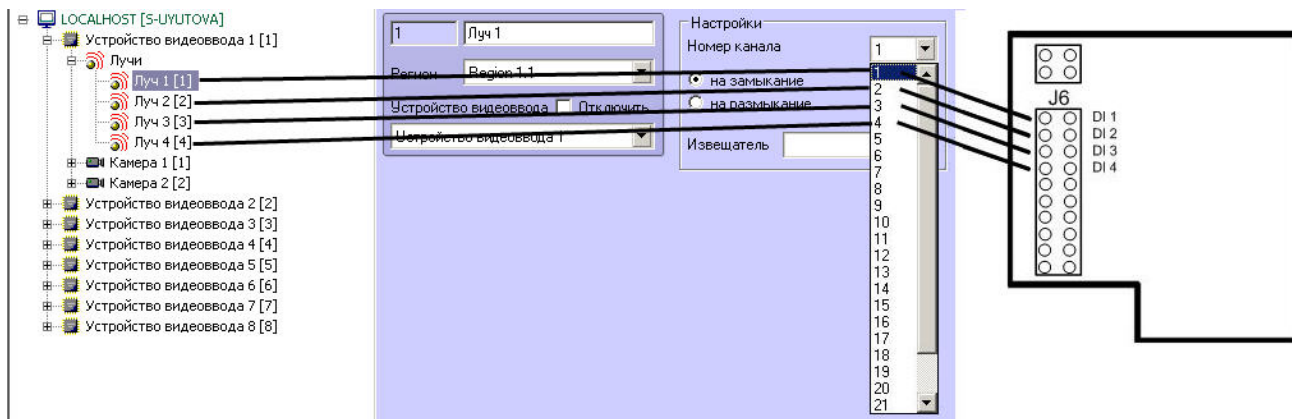 LOCALHOST [S-UYUTOVA]
Устройство видеоввода 1 [1]
Лучи
Луч 1 [1]
Луч 2 [2]
Луч 3 [3]
Луч 4 [4]
Камера 1 [1]
Камера 2 [2]
Устройство видеоввода 2 [2]
Устройство видеоввода 3 [3]
Устройство видеоввода 4 [4]
Устройство видеоввода 5 [5]
Устройство видеоввода 6 [6]
Устройство видеоввода 7 [7]
Устройство видеоввода 8 [8]
1 Луч 1
Регион Region 1.1
Устройство видеоввода Отключить
Устройство видеоввода 1
Настройки
Номер канала 1
на замыкание
на размыкание
Извещатель
1
2
3
4
5
6
7
8
9
10
11
12
13
14
15
16
17
18
19
20
21
J6
DI 1
DI 2
DI 3
DI 4